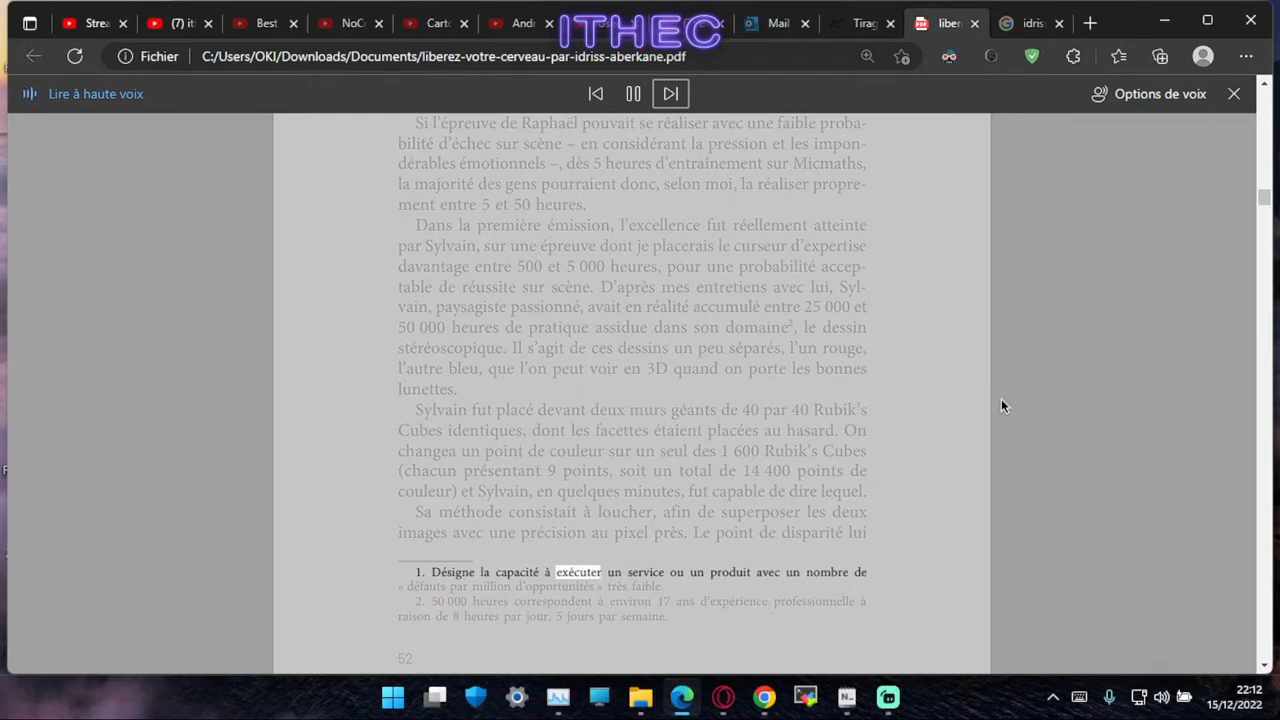 Strea
(7) it
Best
NoC
Carto
And
ITHEC
Mail
Tirag
liber
idris
Fichier
C:/Users/OKI/Downloads/Documents/liberez-votre-cerveau-par-idriss-aberkane.pdf
Lire à haute voix
Options de voix
Si l'épreuve de Raphaël pouvait se réaliser avec une faible proba-
bilité d'échec sur scène – en considérant la pression et les impon-
dérables émotionnels –, dès 5 heures d'entraînement sur Micmaths,
la majorité des gens pourraient donc, selon moi, la réaliser propre-
ment entre 5 et 50 heures.
Dans la première émission, l'excellence fut réellement atteinte
par Sylvain, sur une épreuve dont je placerais le curseur d'expertise
davantage entre 500 et 5 000 heures, pour une probabilité accep-
table de réussite sur scène. D'après mes entretiens avec lui, Syl-
vain, paysagiste passionné, avait en réalité accumulé entre 25 000 et
50 000 heures de pratique assidue dans son domaine², le dessin
stéréoscopique. Il s'agit de ces dessins un peu séparés, l'un rouge,
l'autre bleu, que l'on peut voir en 3D quand on porte les bonnes
lunettes.
Sylvain fut placé devant deux murs géants de 40 par 40 Rubik's
Cubes identiques, dont les facettes étaient placées au hasard. On
changea un point de couleur sur un seul des 1 600 Rubik's Cubes
(chacun présentant 9 points, soit un total de 14 400 points de
couleur) et Sylvain, en quelques minutes, fut capable de dire lequel.
Sa méthode consistait à loucher, afin de superposer les deux
images avec une précision au pixel près. Le point de disparité lui
1. Désigne la capacité à exécuter un service ou un produit avec un nombre de
« défauts par million d'opportunités » très faible.
2. 50 000 heures correspondent à environ 17 ans d'expérience professionnelle à
raison de 8 heures par jour, 5 jours par semaine.
52
22:12
15/12/2022